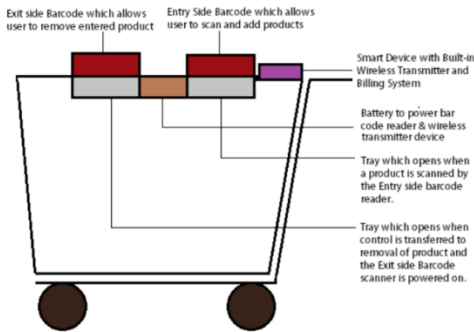 Exit side Barcode which allows
user to remove entered product
Entry Side Barcode which allows
user to scan and add products
Smart Device with Built-in
Wireless Transmitter and
Billing System
Battery to power bar
code reader & wireless
transmitter device
Tray which opens when
a product is scanned by
the Entry side barcode
reader.
Tray which opens when
control is transferred to
removal of product and
the Exit side Barcode
scanner is powered on.